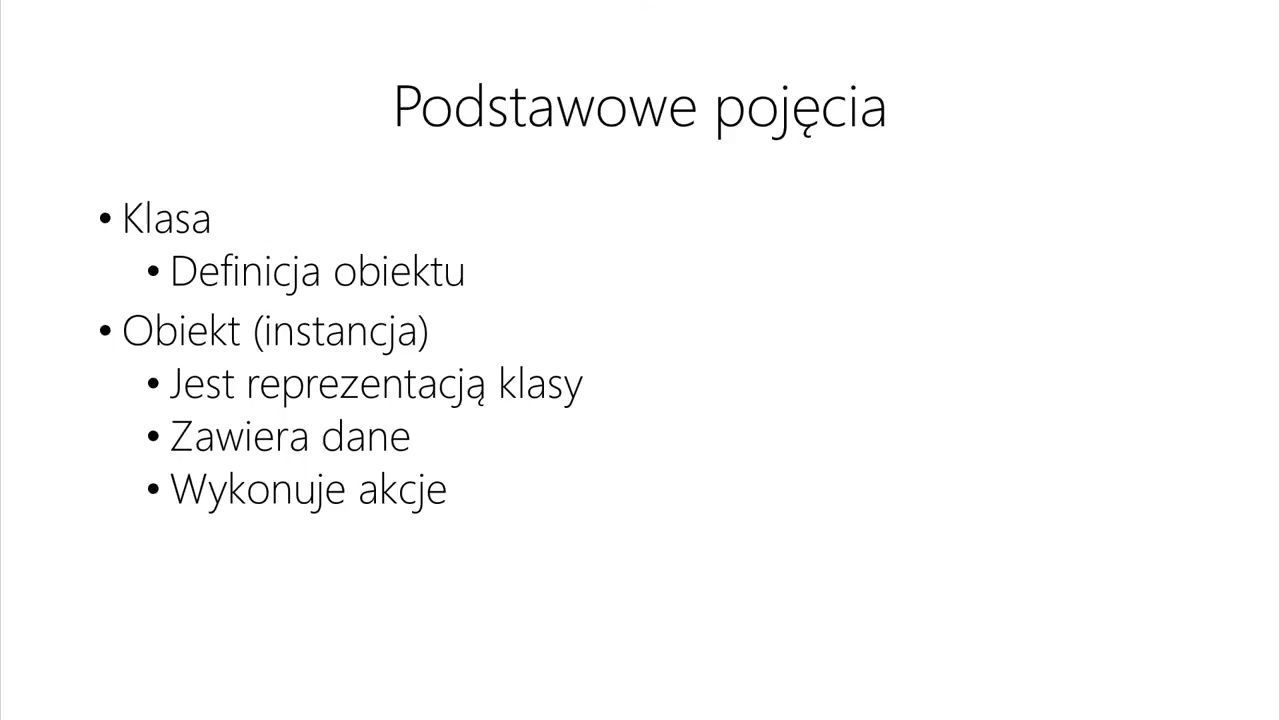 Podstawowe pojęcia
• Klasa
• Definicja obiektu
• Obiekt (instancja)
• Jest reprezentacją klasy
• Zawiera dane
• Wykonuje akcje